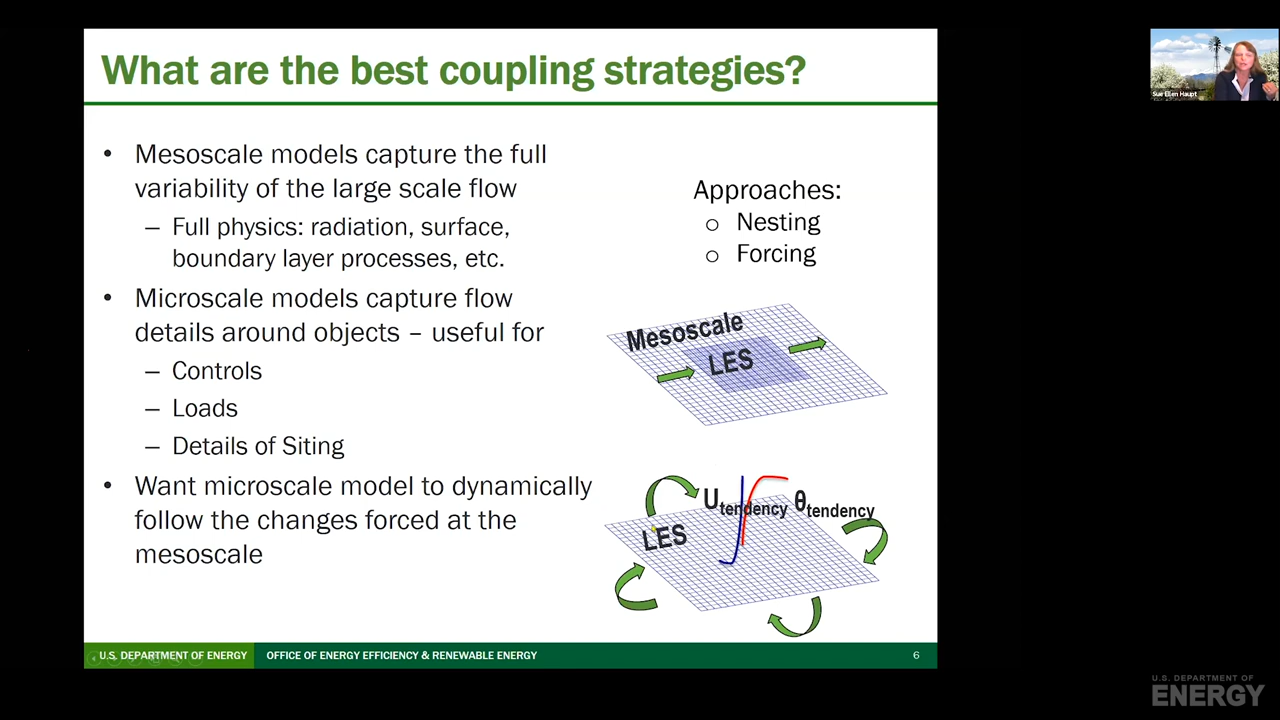 What are the best coupling strategies?
• Mesoscale models capture the full
variability of the large scale flow
– Full physics: radiation, surface,
boundary layer processes, etc.
• Microscale models capture flow
details around objects – useful for
– Controls
– Loads
– Details of Siting
• Want microscale model to dynamically
follow the changes forced at the
mesoscale
Approaches:
o Nesting
o Forcing
Mesoscale
LES
Utendency θtendency
LES
U.S. DEPARTMENT OF ENERGY OFFICE OF ENERGY EFFICIENCY & RENEWABLE ENERGY 6
Sue Ellen Haupt
U.S. DEPARTMENT OF
ENERGY